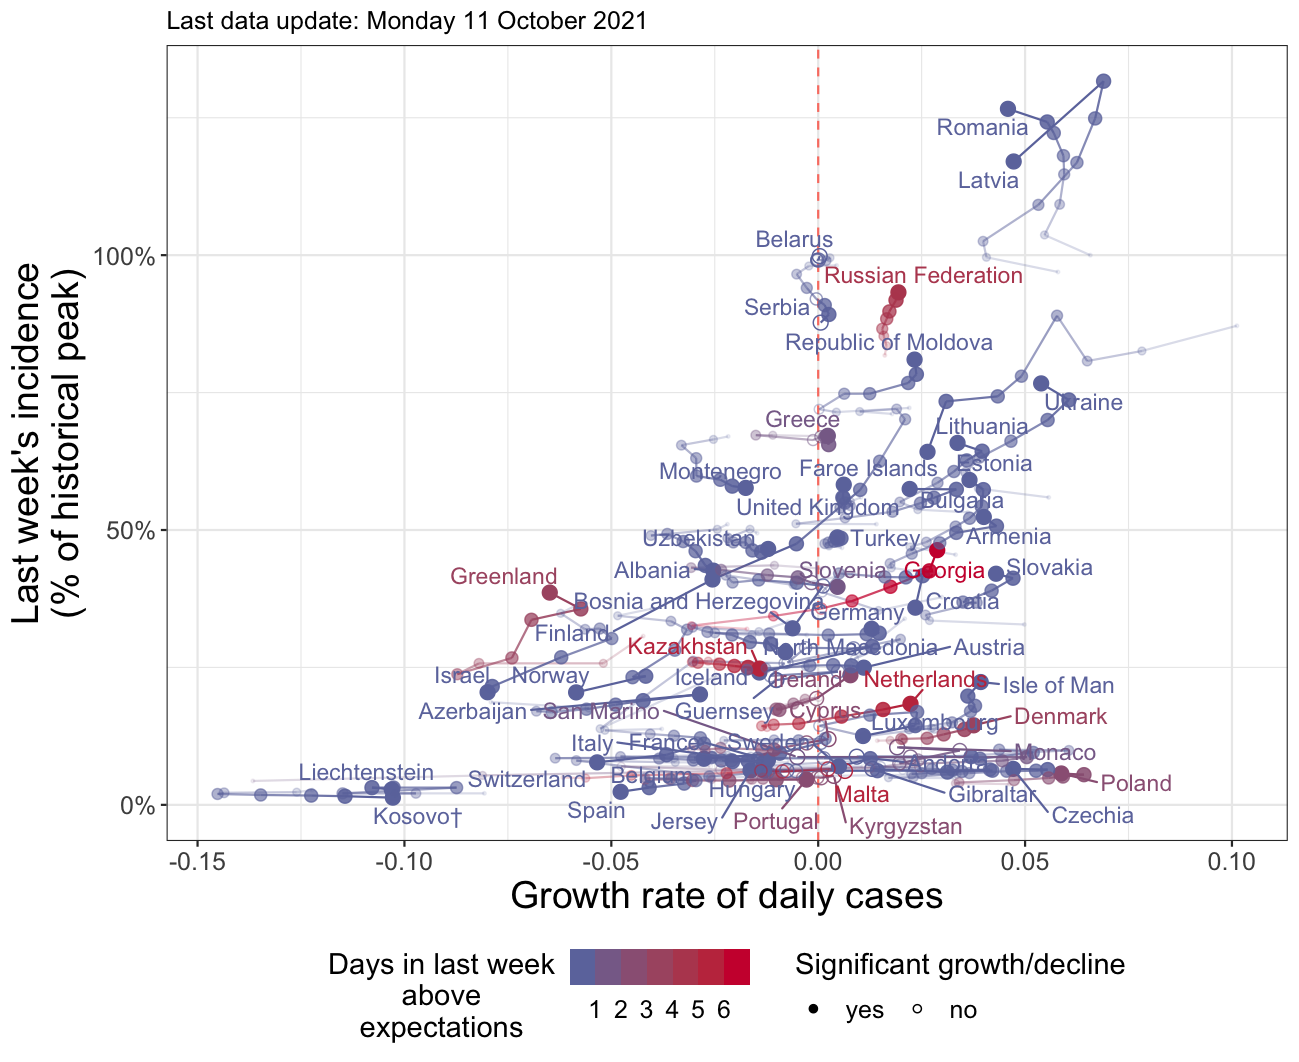 Last data update: Monday 11 October 2021
Last week's incidence
(% of historical peak)
100%
50%
0%
Romania
Latvia
Belarus
Russian Federation
Serbia
Republic of Moldova
Ukraine
Greece
Lithuania
Estonia
Montenegro
Faroe Islands
United Kingdom
Bulgaria
Uzbekistan
Turkey
Armenia
Albania
Slovenia
Georgia
Slovakia
Greenland
Bosnia and Herzegovina
Croatia
Germany
Finland
Kazakhstan
North Macedonia
Austria
Israel
Norway
Iceland
Ireland
Netherlands
Isle of Man
Azerbaijan
San Marino
Guernsey
Cyprus
Luxembourg
Denmark
Italy
France
Sweden
Monaco
Liechtenstein
Switzerland
Belgium
Andorra
Hungary
Malta
Gibraltar
Poland
Spain
Kosovo†
Jersey
Portugal
Kyrgyzstan
Czechia
-0.15
-0.10
-0.05
0.00
0.05
0.10
Growth rate of daily cases
Days in last week
above
expectations
1 2 3 4 5 6
Significant growth/decline
yes
no